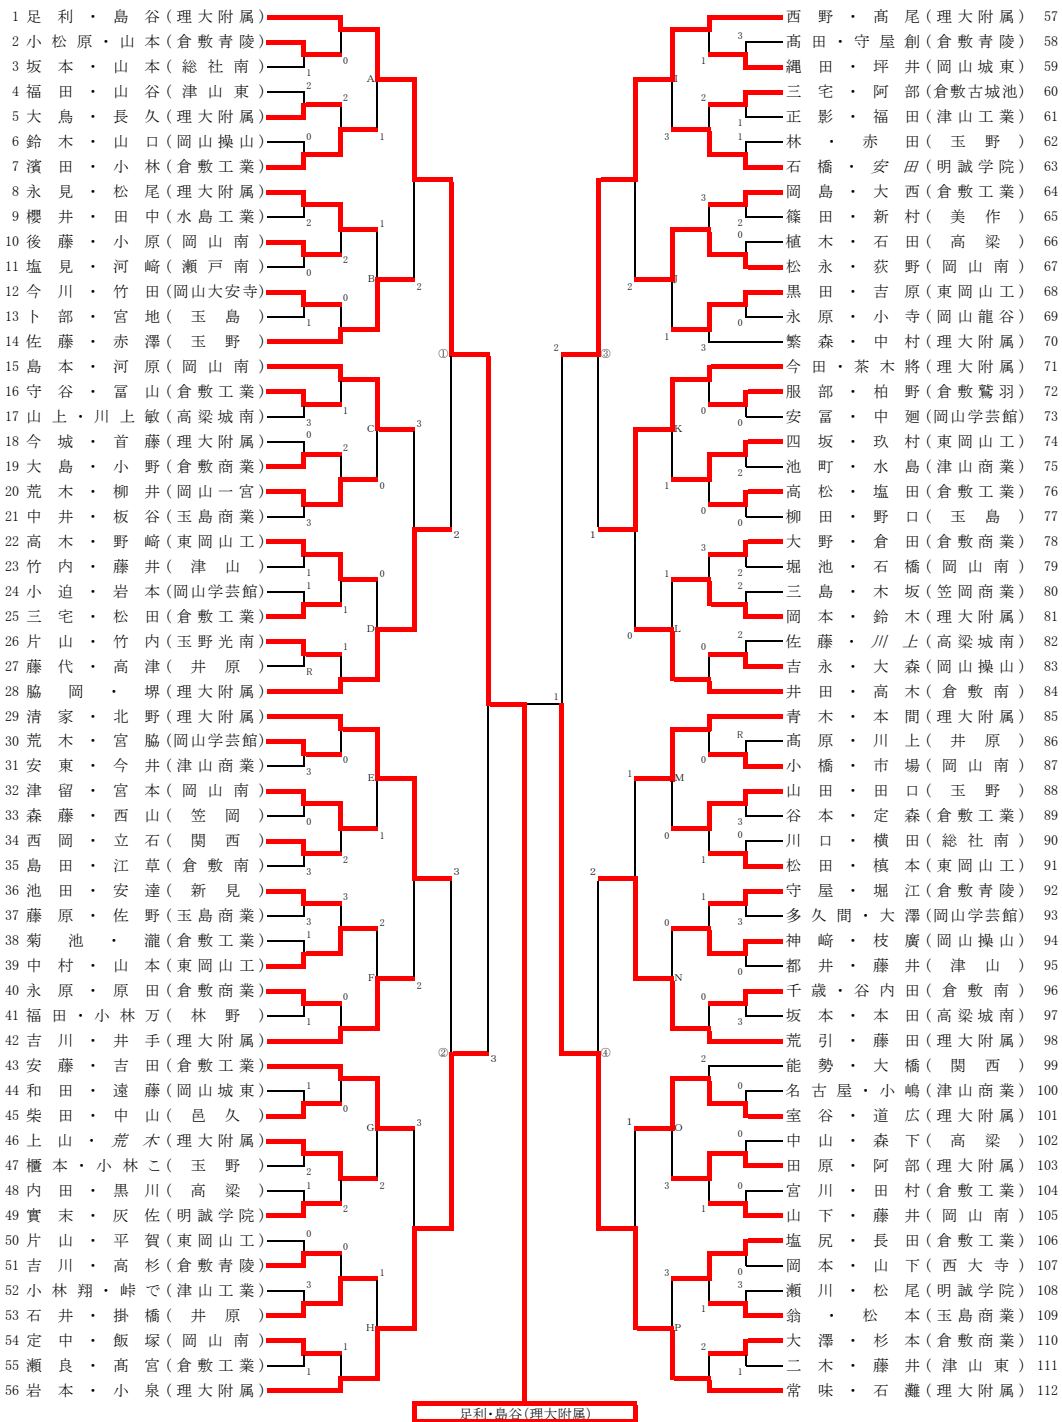 1 足利・島谷(理大附属)
2 小松原・山本(倉敷青陵)
3 坂本・山本(総社南)
4 福田・山谷(津山東)
5 大鳥・長久(理大附属)
6 鈴木・山口(岡山操山)
7 濱田・小林(倉敷工業)
8 永見・松尾(理大附属)
9 櫻井・田中(水島工業)
10 後藤・小原(岡山南)
11 塩見・河﨑(瀬戸南)
12 今川・竹田(岡山大安寺)
13 卜部・宮地(玉島)
14 佐藤・赤澤(玉野)
15 島本・河原(岡山南)
16 守谷・冨山(倉敷工業)
17 山上・川上敏(高梁城南)
18 今城・首藤(理大附属)
19 大島・小野(倉敷商業)
20 荒木・柳井(岡山一宮)
21 中井・板谷(玉島商業)
22 高木・野﨑(東岡山工)
23 竹内・藤井(津山)
24 小迫・岩本(岡山学芸館)
25 三宅・松田(倉敷工業)
26 片山・竹内(玉野光南)
27 藤代・高津(井原)
28 脇岡・堺(理大附属)
29 清家・北野(理大附属)
30 荒木・宮脇(岡山学芸館)
31 安東・今井(津山商業)
32 津留・宮本(岡山南)
33 森藤・西山(笠岡)
34 西岡・立石(関西)
35 島田・江草(倉敷南)
36 池田・安達(新見)
37 藤原・佐野(玉島商業)
38 菊池・瀧(倉敷工業)
39 中村・山本(東岡山工)
40 永原・原田(倉敷商業)
41 福田・小林万(林野)
42 吉川・井手(理大附属)
43 安藤・吉田(倉敷工業)
44 和田・遠藤(岡山城東)
45 柴田・中山(邑久)
46 上山・荒木(理大附属)
47 櫃本・小林こ(玉野)
48 内田・黒川(高梁)
49 實末・灰佐(明誠学院)
50 片山・平賀(東岡山工)
51 吉川・高杉(倉敷青陵)
52 小林翔・峠で(津山工業)
53 石井・掛橋(井原)
54 定中・飯塚(岡山南)
55 瀬良・髙宮(倉敷工業)
56 岩本・小泉(理大附属)
西野・髙尾(理大附属) 57
髙田・守屋創(倉敷青陵) 58
縄田・坪井(岡山城東) 59
三宅・阿部(倉敷古城池) 60
正影・福田(津山工業) 61
林・赤田(玉野) 62
石橋・安田(明誠学院) 63
岡島・大西(倉敷工業) 64
篠田・新村(美作) 65
植木・石田(高梁) 66
松永・荻野(岡山南) 67
黒田・吉原(東岡山工) 68
永原・小寺(岡山龍谷) 69
繁森・中村(理大附属) 70
今田・茶木將(理大附属) 71
服部・柏野(倉敷鷲羽) 72
安冨・中廻(岡山学芸館) 73
四坂・玖村(東岡山工) 74
池町・水島(津山商業) 75
高松・塩田(倉敷工業) 76
柳田・野口(玉島) 77
大野・倉田(倉敷商業) 78
堀池・石橋(岡山南) 79
三島・木坂(笠岡商業) 80
岡本・鈴木(理大附属) 81
佐藤・川上(高梁城南) 82
吉永・大森(岡山操山) 83
井田・高木(倉敷南) 84
青木・本間(理大附属) 85
髙原・川上(井原) 86
小橋・市場(岡山南) 87
山田・田口(玉野) 88
谷本・定森(倉敷工業) 89
川口・横田(総社南) 90
松田・槙本(東岡山工) 91
守屋・堀江(倉敷青陵) 92
多久間・大澤(岡山学芸館) 93
神﨑・枝廣(岡山操山) 94
都井・藤井(津山) 95
千歳・谷内田(倉敷南) 96
坂本・本田(高梁城南) 97
荒引・藤田(理大附属) 98
能勢・大橋(関西) 99
名古屋・小嶋(津山商業) 100
室谷・道広(理大附属) 101
中山・森下(高梁) 102
田原・阿部(理大附属) 103
宮川・田村(倉敷工業) 104
山下・藤井(岡山南) 105
塩尻・長田(倉敷工業) 106
岡本・山下(西大寺) 107
瀬川・松尾(明誠学院) 108
翁・松本(玉島商業) 109
大澤・杉本(倉敷商業) 110
二木・藤井(津山東) 111
常味・石灘(理大附属) 112
A
B
C
D
E
F
G
H
I
J
K
L
M
N
O
P
①
②
③
④
足利・島谷(理大附属)